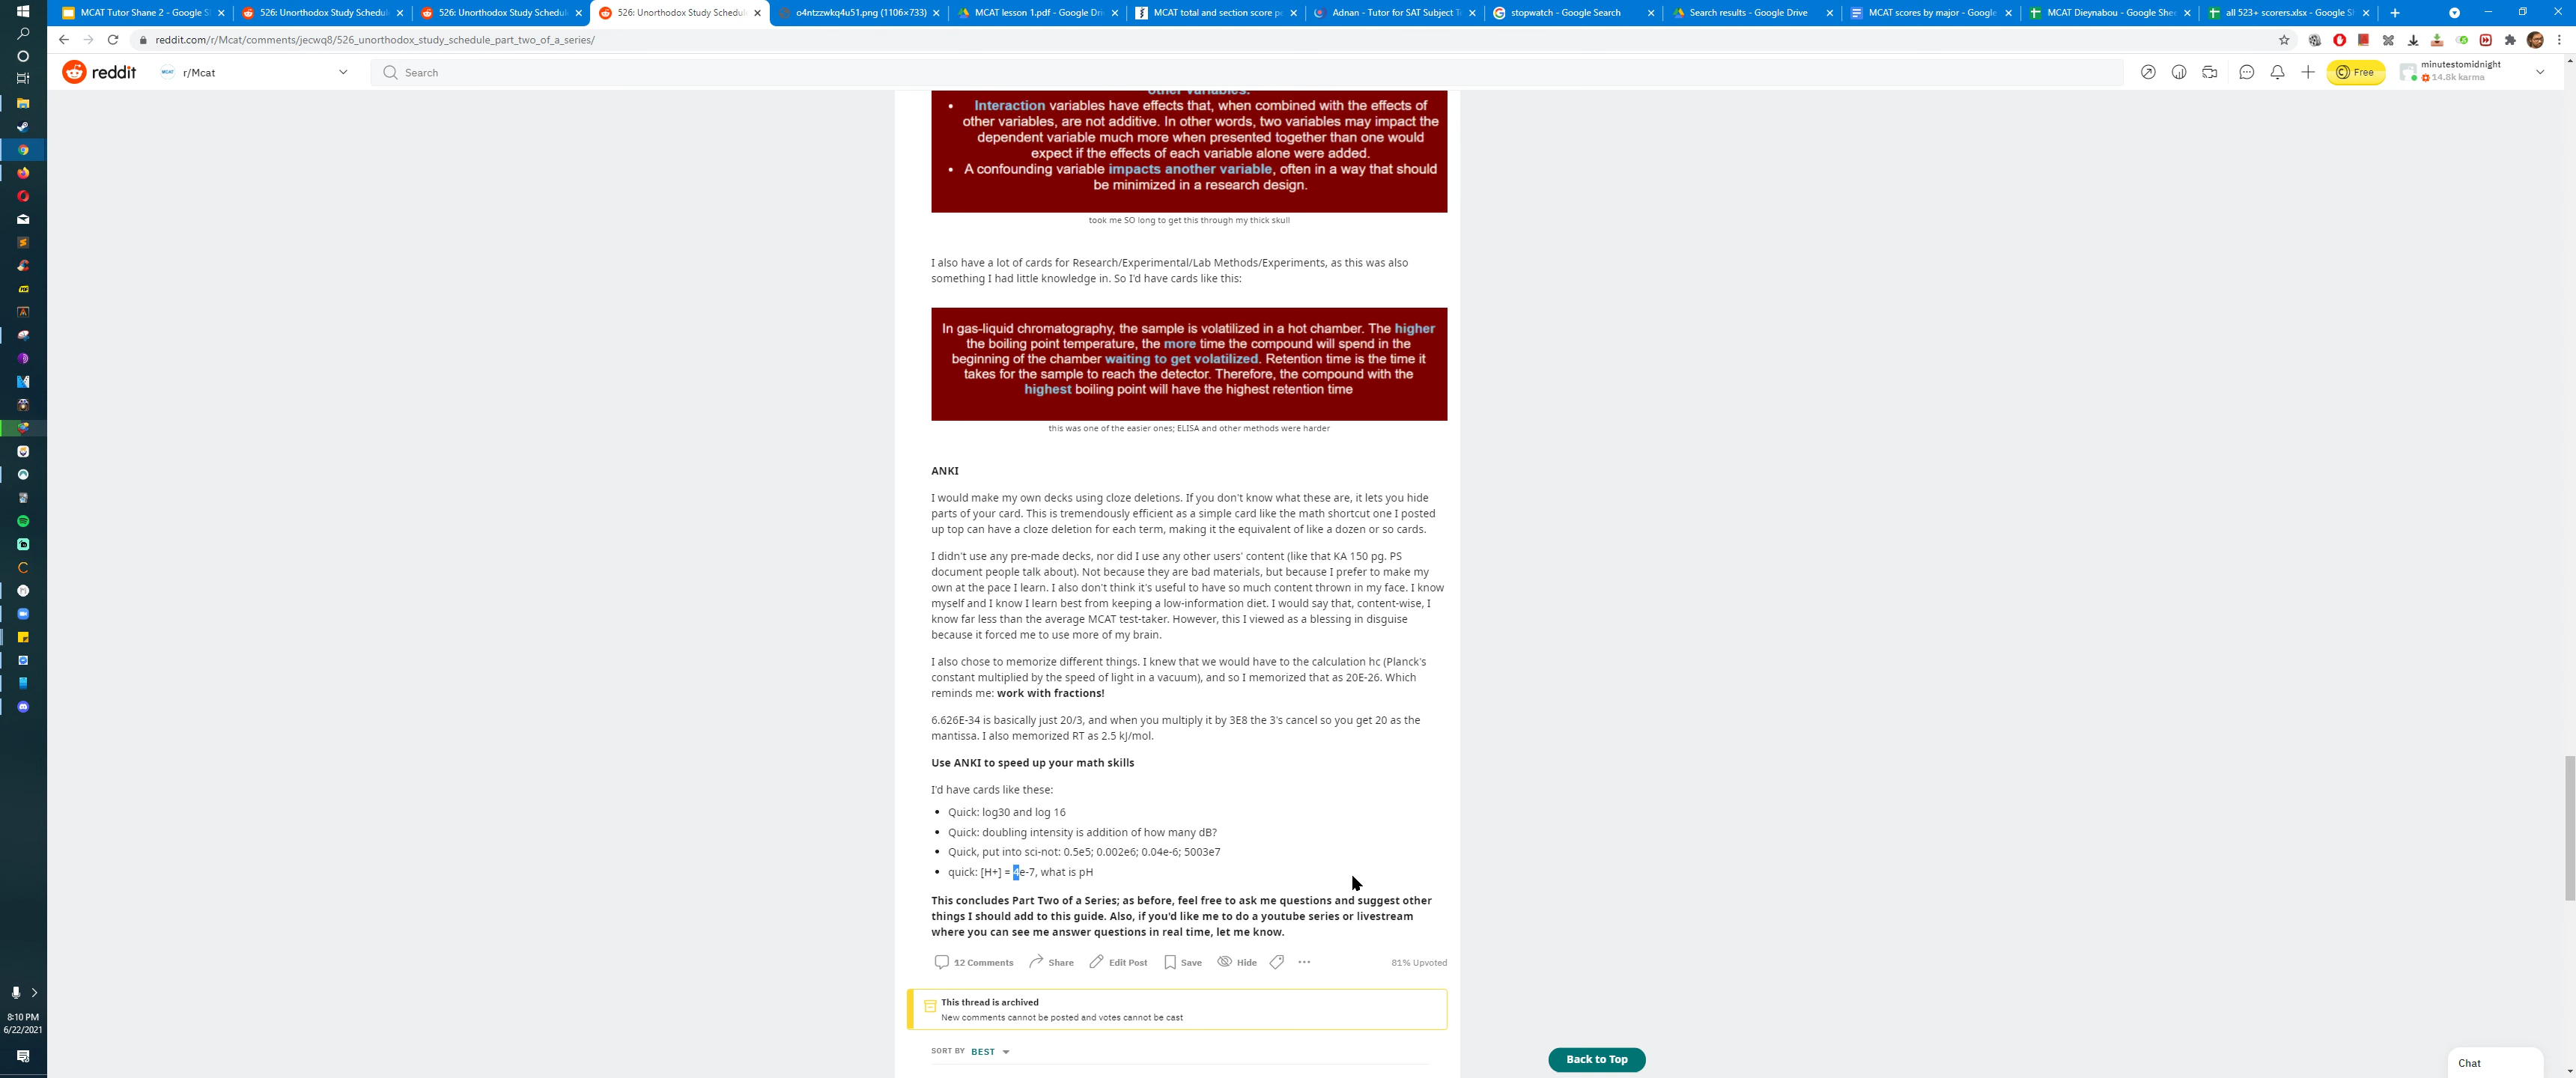 MCAT Tutor Shane 2 - Google S
526: Unorthodox Study Schedul
526: Unorthodox Study Schedul
526: Unorthodox Study Schedul
o4ntzzwkq4u51.png (1106×733)
MCAT lesson 1.pdf - Google Dri
MCAT total and section score pe
Adnan - Tutor for SAT Subject T
stopwatch - Google Search
Search results - Google Drive
MCAT scores by major - Google
MCAT Dieynabou - Google Shee
all 523+ scorers.xlsx - Google S
reddit.com/r/Mcat/comments/jecwq8/526_unorthodox_study_schedule_part_two_of_a_series/
reddit
r/Mcat
Search
Free
minutestomidnight
14.8k karma
other variables.
• Interaction variables have effects that, when combined with the effects of
other variables, are not additive. In other words, two variables may impact the
dependent variable much more when presented together than one would
expect if the effects of each variable alone were added.
• A confounding variable impacts another variable, often in a way that should
be minimized in a research design.
took me SO long to get this through my thick skull
I also have a lot of cards for Research/Experimental/Lab Methods/Experiments, as this was also
something I had little knowledge in. So I'd have cards like this:
In gas-liquid chromatography, the sample is volatilized in a hot chamber. The higher
the boiling point temperature, the more time the compound will spend in the
beginning of the chamber waiting to get volatilized. Retention time is the time it
takes for the sample to reach the detector. Therefore, the compound with the
highest boiling point will have the highest retention time
this was one of the easier ones; ELISA and other methods were harder
ANKI
I would make my own decks using cloze deletions. If you don't know what these are, it lets you hide
parts of your card. This is tremendously efficient as a simple card like the math shortcut one I posted
up top can have a cloze deletion for each term, making it the equivalent of like a dozen or so cards.
I didn't use any pre-made decks, nor did I use any other users' content (like that KA 150 pg. PS
document people talk about). Not because they are bad materials, but because I prefer to make my
own at the pace I learn. I also don't think it's useful to have so much content thrown in my face. I know
myself and I know I learn best from keeping a low-information diet. I would say that, content-wise, I
know far less than the average MCAT test-taker. However, this I viewed as a blessing in disguise
because it forced me to use more of my brain.
I also chose to memorize different things. I knew that we would have to the calculation hc (Planck's
constant multiplied by the speed of light in a vacuum), and so I memorized that as 20E-26. Which
reminds me: work with fractions!
6.626E-34 is basically just 20/3, and when you multiply it by 3E8 the 3's cancel so you get 20 as the
mantissa. I also memorized RT as 2.5 kJ/mol.
Use ANKI to speed up your math skills
I'd have cards like these:
• Quick: log30 and log 16
• Quick: doubling intensity is addition of how many dB?
• Quick, put into sci-not: 0.5e5; 0.002e6; 0.04e-6; 5003e7
• quick: [H+] = 4e-7, what is pH
This concludes Part Two of a Series; as before, feel free to ask me questions and suggest other
things I should add to this guide. Also, if you'd like me to do a youtube series or livestream
where you can see me answer questions in real time, let me know.
12 Comments
Share
Edit Post
Save
Hide
81% Upvoted
This thread is archived
New comments cannot be posted and votes cannot be cast
SORT BY BEST
Back to Top
Chat
8:10 PM
6/22/2021